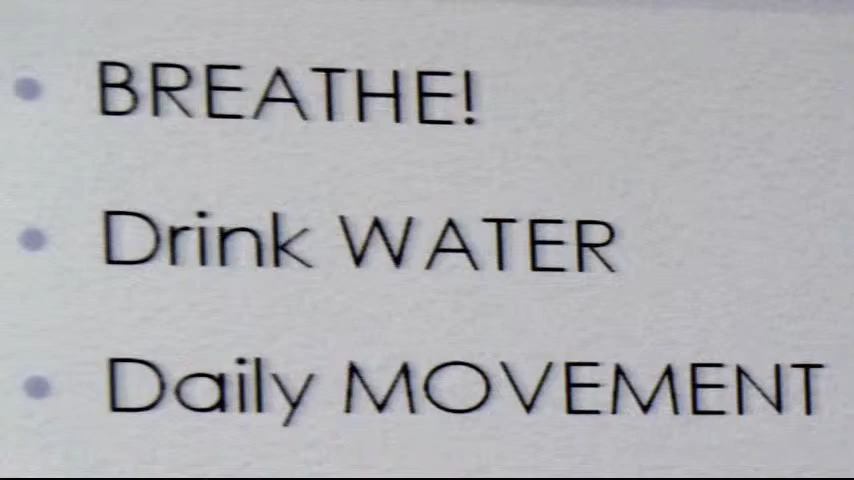 • BREATHE!
• Drink WATER
• Daily MOVEMENT